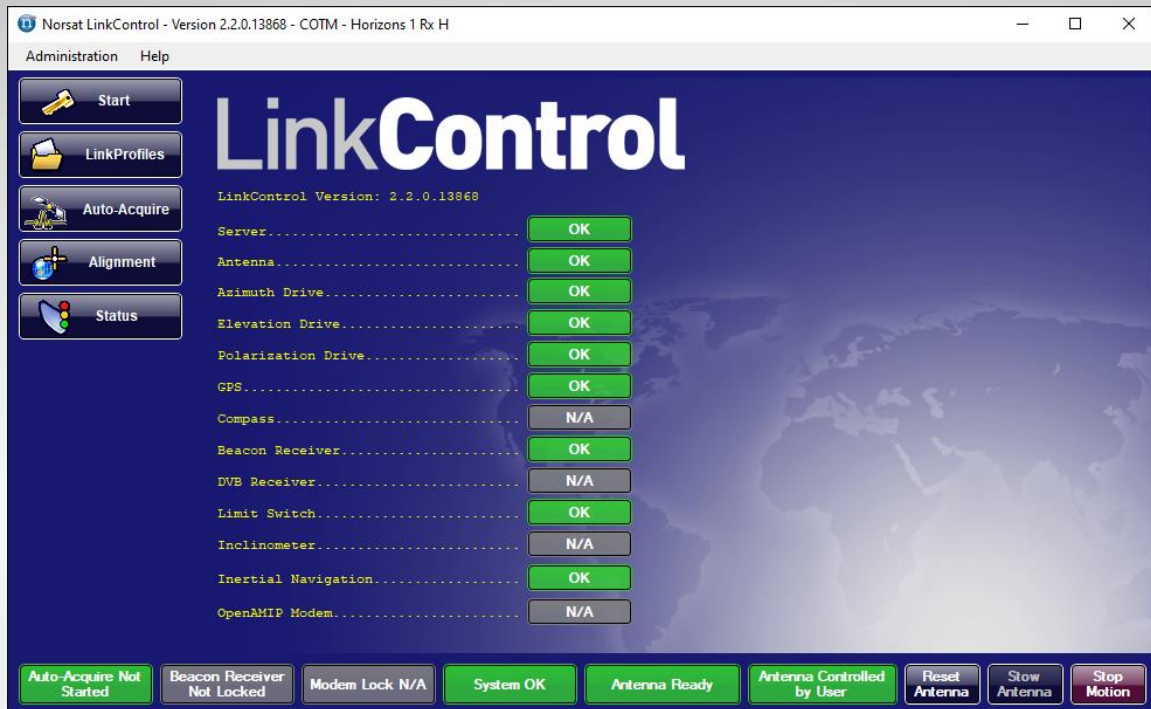 Norsat LinkControl - Version 2.2.0.13868 - COTM - Horizons 1 Rx H
Administration Help
Start
LinkProfiles
Auto-Acquire
Alignment
Status
LinkControl
LinkControl Version: 2.2.0.13868
Server.............................. OK
Antenna............................. OK
Azimuth Drive....................... OK
Elevation Drive..................... OK
Polarization Drive.................. OK
GPS................................. OK
Compass............................. N/A
Beacon Receiver..................... OK
DVB Receiver........................ N/A
Limit Switch........................ OK
Inclinometer........................ N/A
Inertial Navigation................. OK
OpenAMIP Modem...................... N/A
Auto-Acquire Not
Started
Beacon Receiver
Not Locked
Modem Lock N/A
System OK
Antenna Ready
Antenna Controlled
by User
Reset
Antenna
Stow
Antenna
Stop
Motion